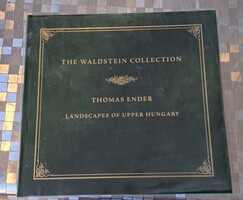 THE WALDSTEIN COLLECTION
THOMAS ENDER
LANDSCAPES OF UPPER HUNGARY